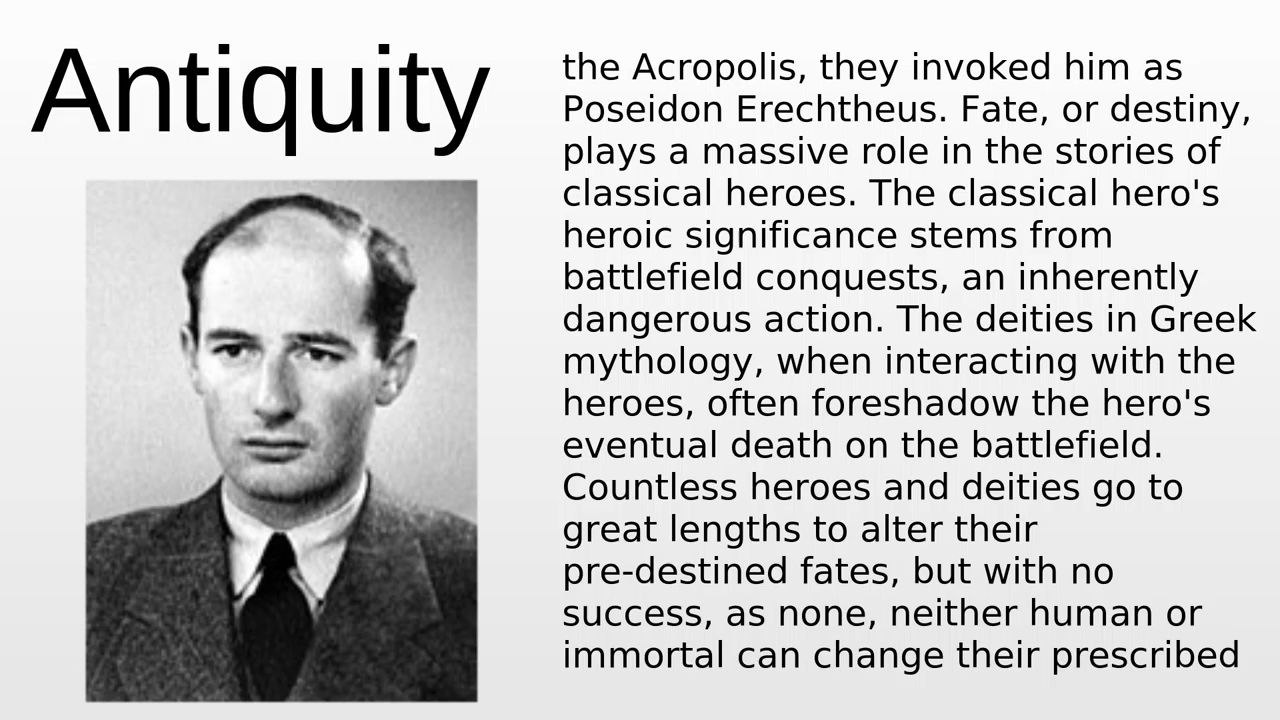 Antiquity
the Acropolis, they invoked him as
Poseidon Erechtheus. Fate, or destiny,
plays a massive role in the stories of
classical heroes. The classical hero's
heroic significance stems from
battlefield conquests, an inherently
dangerous action. The deities in Greek
mythology, when interacting with the
heroes, often foreshadow the hero's
eventual death on the battlefield.
Countless heroes and deities go to
great lengths to alter their
pre-destined fates, but with no
success, as none, neither human or
immortal can change their prescribed